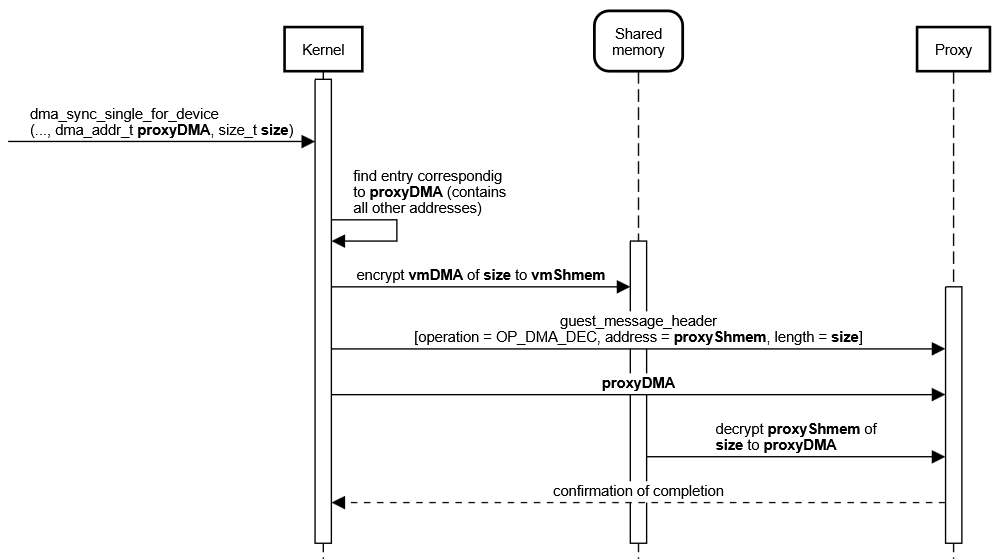 Kernel
Shared
memory
Proxy
dma_sync_single_for_device
(..., dma_addr_t proxyDMA, size_t size)
find entry correspondig
to proxyDMA (contains
all other addresses)
encrypt vmDMA of size to vmShmem
guest_message_header
[operation = OP_DMA_DEC, address = proxyShmem, length = size]
proxyDMA
decrypt proxyShmem of
size to proxyDMA
confirmation of completion